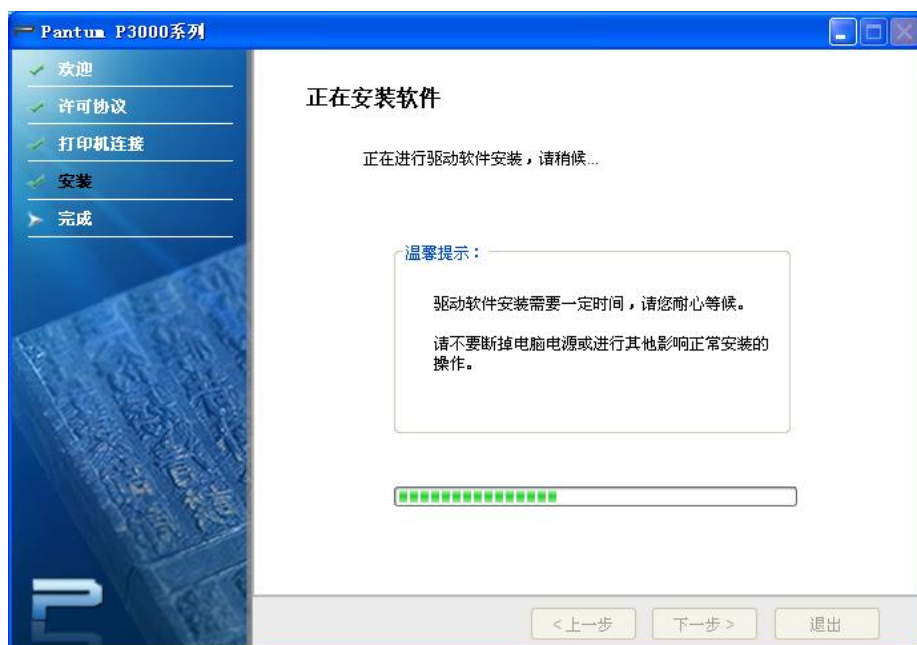 Pantum P3000系列
欢迎
许可协议
打印机连接
安装
完成
正在安装软件
正在进行驱动软件安装，请稍候...
温馨提示：
驱动软件安装需要一定时间，请您耐心等候。
请不要断掉电脑电源或进行其他影响正常安装的
操作。
<上一步
下一步>
退出